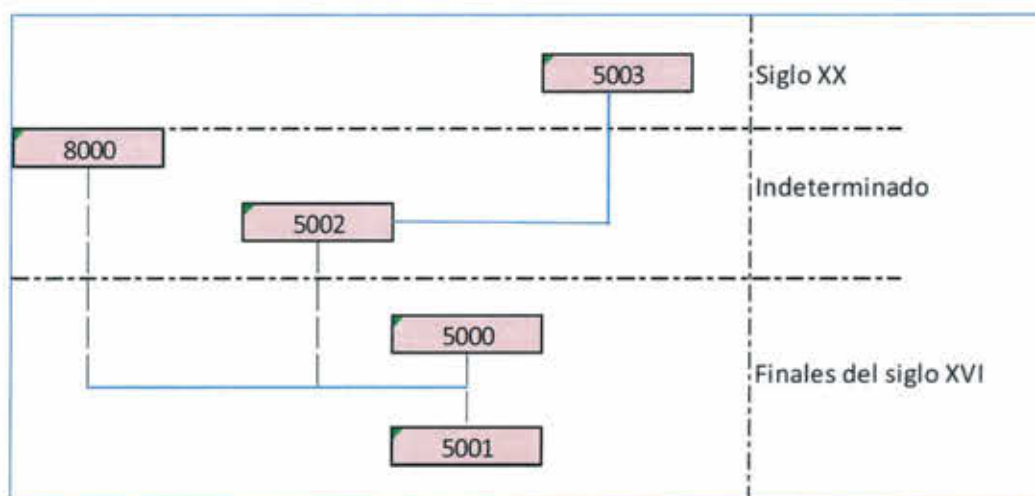 5003
Siglo XX
8000
Indeterminado
5002
5000
Finales del siglo XVI
5001